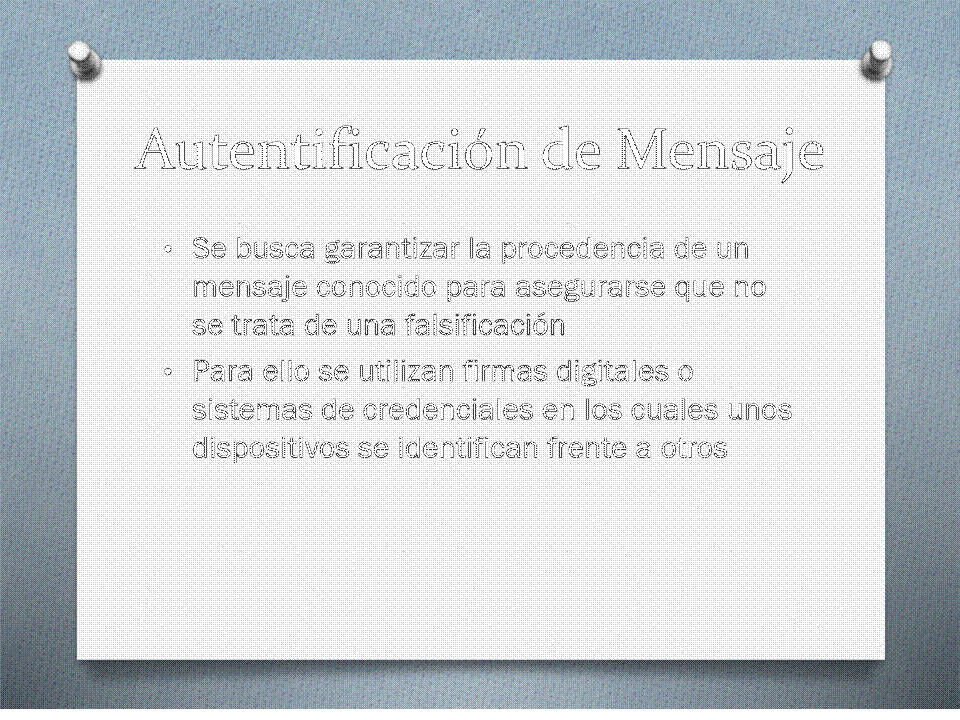 Autentificación de Mensaje
• Se busca garantizar la procedencia de un
mensaje conocido para asegurarse que no
se trata de una falsificación
• Para ello se utilizan firmas digitales o
sistemas de credenciales en los cuales unos
dispositivos se identifican frente a otros